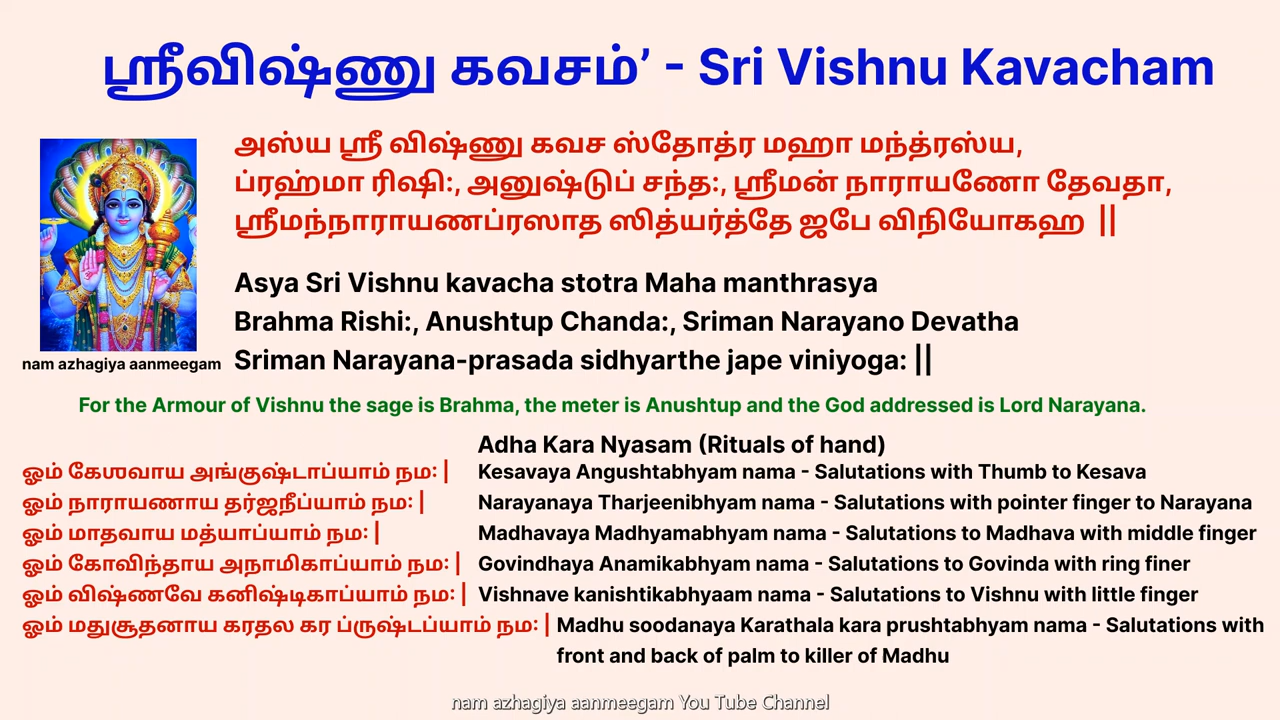 ஸ்ரீவிஷ்ணு கவசம்’ - Sri Vishnu Kavacham
அஸ்ய ஸ்ரீ விஷ்ணு கவச ஸ்தோத்ர மஹா மந்த்ரஸ்ய,
ப்ரஹ்மா ரிஷி:, அனுஷ்டுப் சந்த:, ஸ்ரீமன் நாராயணோ தேவதா,
ஸ்ரீமந்நாராயணப்ரஸாத ஸித்யர்த்தே ஜபே விநியோகஹ ||
Asya Sri Vishnu kavacha stotra Maha manthrasya
Brahma Rishi:, Anushtup Chanda:, Sriman Narayano Devatha
nam azhagiya aanmeegam
Sriman Narayana-prasada sidhyarthe jape viniyoga: ||
For the Armour of Vishnu the sage is Brahma, the meter is Anushtup and the God addressed is Lord Narayana.
Adha Kara Nyasam (Rituals of hand)
ஓம் கேஶவாய அங்குஷ்டாப்யாம் நம: | Kesavaya Angushtabhyam nama - Salutations with Thumb to Kesava
ஓம் நாராயணாய தர்ஜநீப்யாம் நம: | Narayanaya Tharjeenibhyam nama - Salutations with pointer finger to Narayana
ஓம் மாதவாய மத்யாப்யாம் நம: | Madhavaya Madhyamabhyam nama - Salutations to Madhava with middle finger
ஓம் கோவிந்தாய அநாமிகாப்யாம் நம: | Govindhaya Anamikabhyam nama - Salutations to Govinda with ring finer
ஓம் விஷ்ணவே கனிஷ்டிகாப்யாம் நம: | Vishnave kanishtikabhyaam nama - Salutations to Vishnu with little finger
ஓம் மதுசூதனாய கரதல கர ப்ருஷ்டப்யாம் நம: | Madhu soodanaya Karathala kara prushtabhyam nama - Salutations with
front and back of palm to killer of Madhu
nam azhagiya aanmeegam You Tube Channel